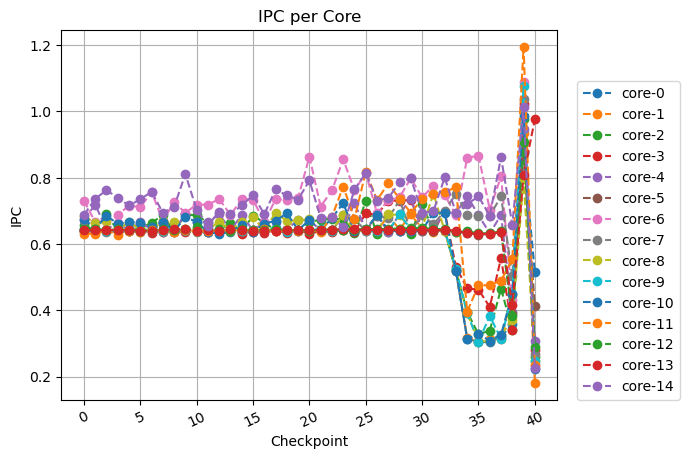 IPC per Core
IPC
1.2
1.0
0.8
0.6
0.4
0.2
0
5
10
15
20
25
30
35
40
Checkpoint
core-0
core-1
core-2
core-3
core-4
core-5
core-6
core-7
core-8
core-9
core-10
core-11
core-12
core-13
core-14